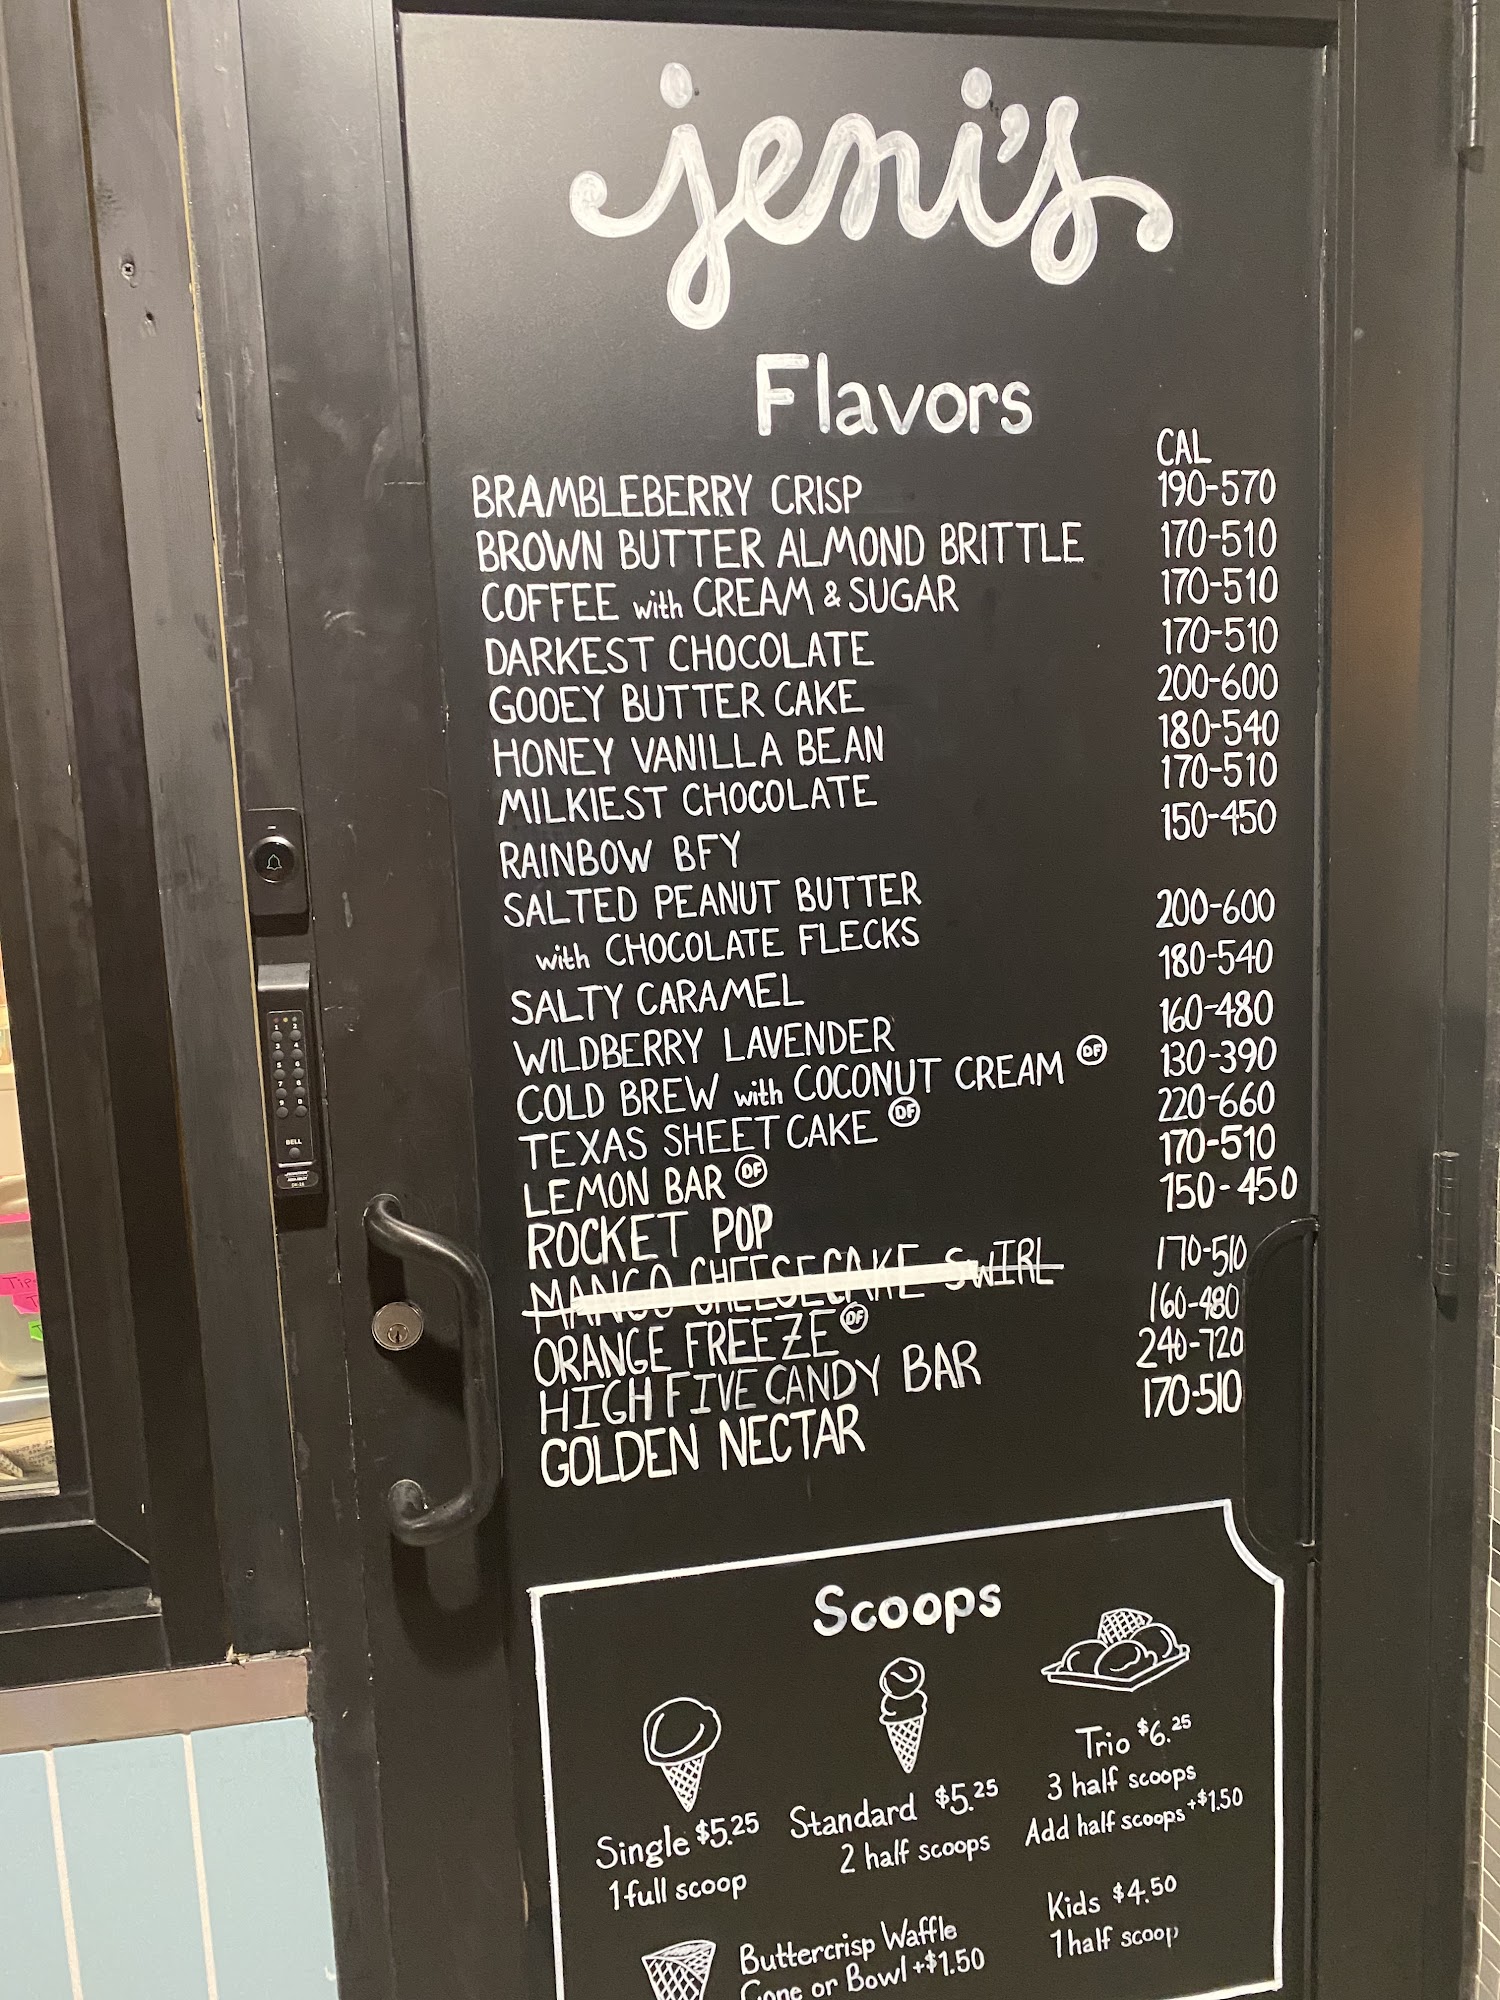 jeni's
Flavors
CAL
BRAMBLEBERRY CRISP 190-570
BROWN BUTTER ALMOND BRITTLE 170-510
COFFEE with CREAM & SUGAR 170-510
DARKEST CHOCOLATE 170-510
GOOEY BUTTER CAKE 200-600
HONEY VANILLA BEAN 180-540
MILKIEST CHOCOLATE 170-510
RAINBOW BFY 150-450
SALTED PEANUT BUTTER
with CHOCOLATE FLECKS 200-600
SALTY CARAMEL 180-540
WILDBERRY LAVENDER 160-480
COLD BREW with COCONUT CREAM DF 130-390
TEXAS SHEET CAKE DF 220-660
LEMON BAR DF 170-510
ROCKET POP 150-450
MANGO CHEESECAKE SWIRL 170-510
ORANGE FREEZE DF 160-480
HIGH FIVE CANDY BAR 240-720
GOLDEN NECTAR 170-510
Scoops
Single $5.25
1 full scoop
Standard $5.25
2 half scoops
Trio $6.25
3 half scoops
Add half scoops +$1.50
Kids $4.50
1 half scoop
Buttercrisp Waffle
Cone or Bowl +$1.50
BELL
Tip